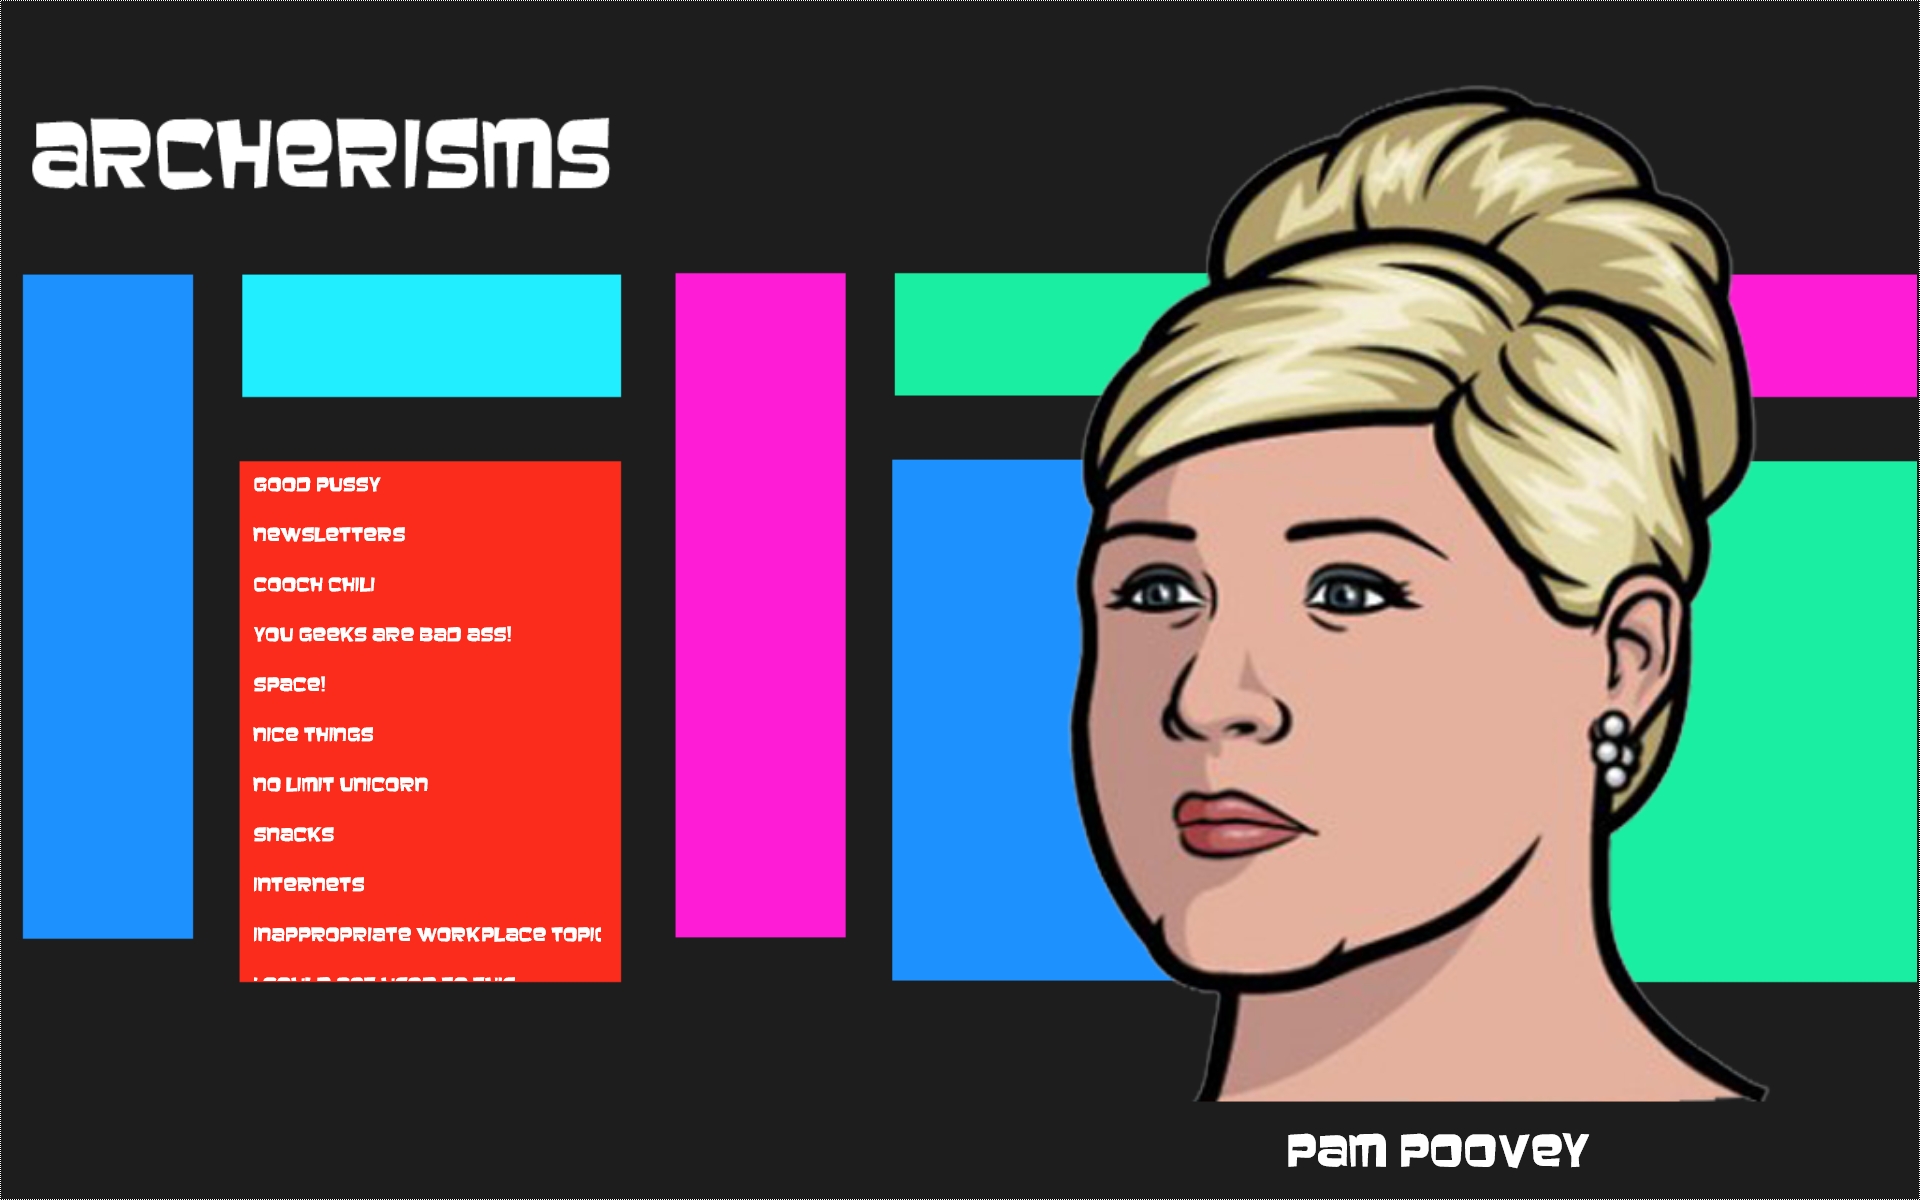 ARCHERISMS
GOOD PUSSY
NEWSLETTERS
COOCH CHILI
YOU GEEKS ARE BAD ASS!
SPACE!
NICE THINGS
NO LIMIT UNICORN
SNACKS
INTERNETS
INAPPROPRIATE WORKPLACE
PAM POOVEY